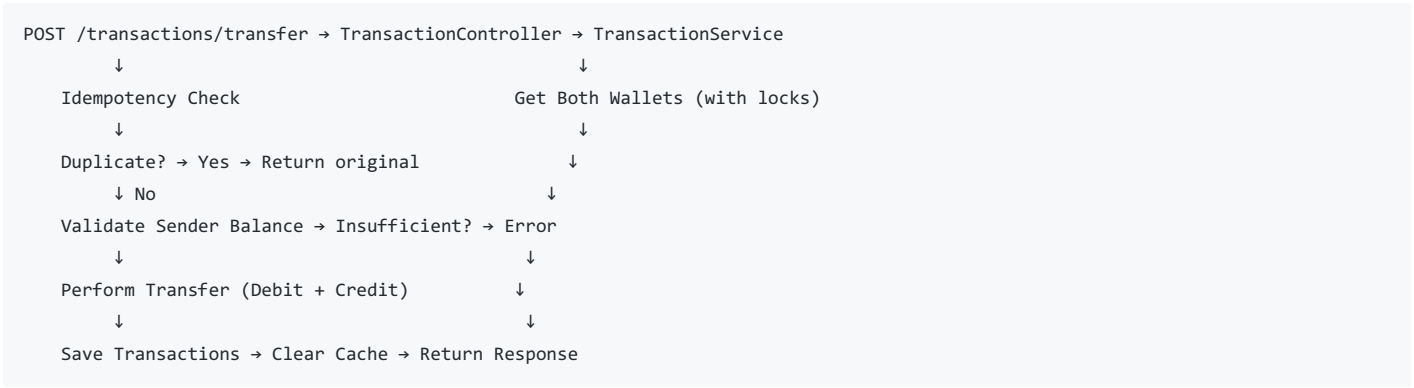 POST /transactions/transfer → TransactionController → TransactionService
↓ ↓
Idempotency Check Get Both Wallets (with locks)
↓ ↓
Duplicate? → Yes → Return original ↓
↓ No ↓
Validate Sender Balance → Insufficient? → Error
↓ ↓
Perform Transfer (Debit + Credit) ↓
↓ ↓
Save Transactions → Clear Cache → Return Response